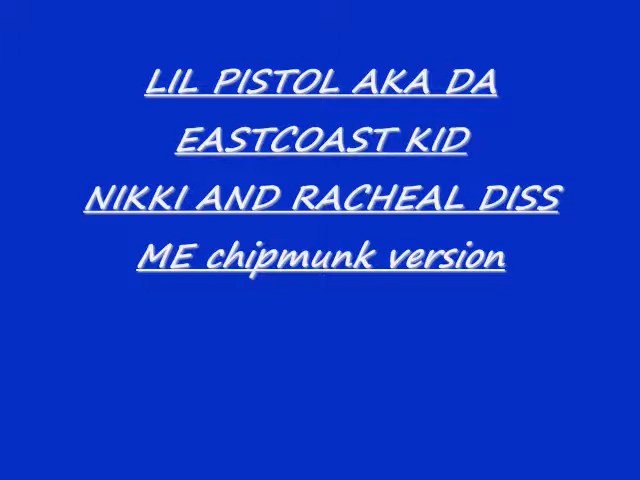 LIL PISTOL AKA DA
EASTCOAST KID
NIKKI AND RACHEAL DISS
ME chipmunk version